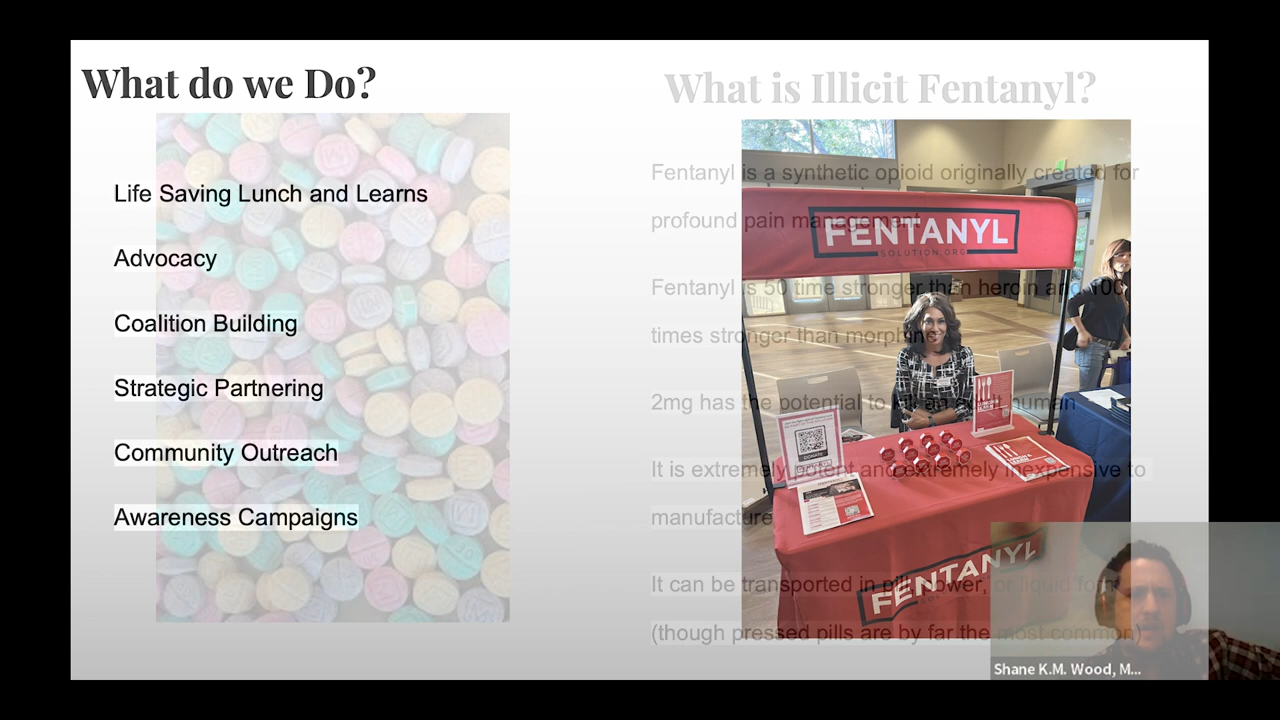 What do we Do?
Life Saving Lunch and Learns
Advocacy
Coalition Building
Strategic Partnering
Community Outreach
Awareness Campaigns
What is Illicit Fentanyl?
Fentanyl is a synthetic opioid originally created for
profound pain management
Fentanyl is 50 time stronger than heroin and 100
times stronger than morphine
2mg has the potential to kill an adult human
It is extremely potent and extremely inexpensive to
manufacture
It can be transported in pill, power, or liquid form
(though pressed pills are by far the most common)
FENTANYL
SOLUTION.ORG
DONATE
FENTANYL
Shane K.M. Wood, M...